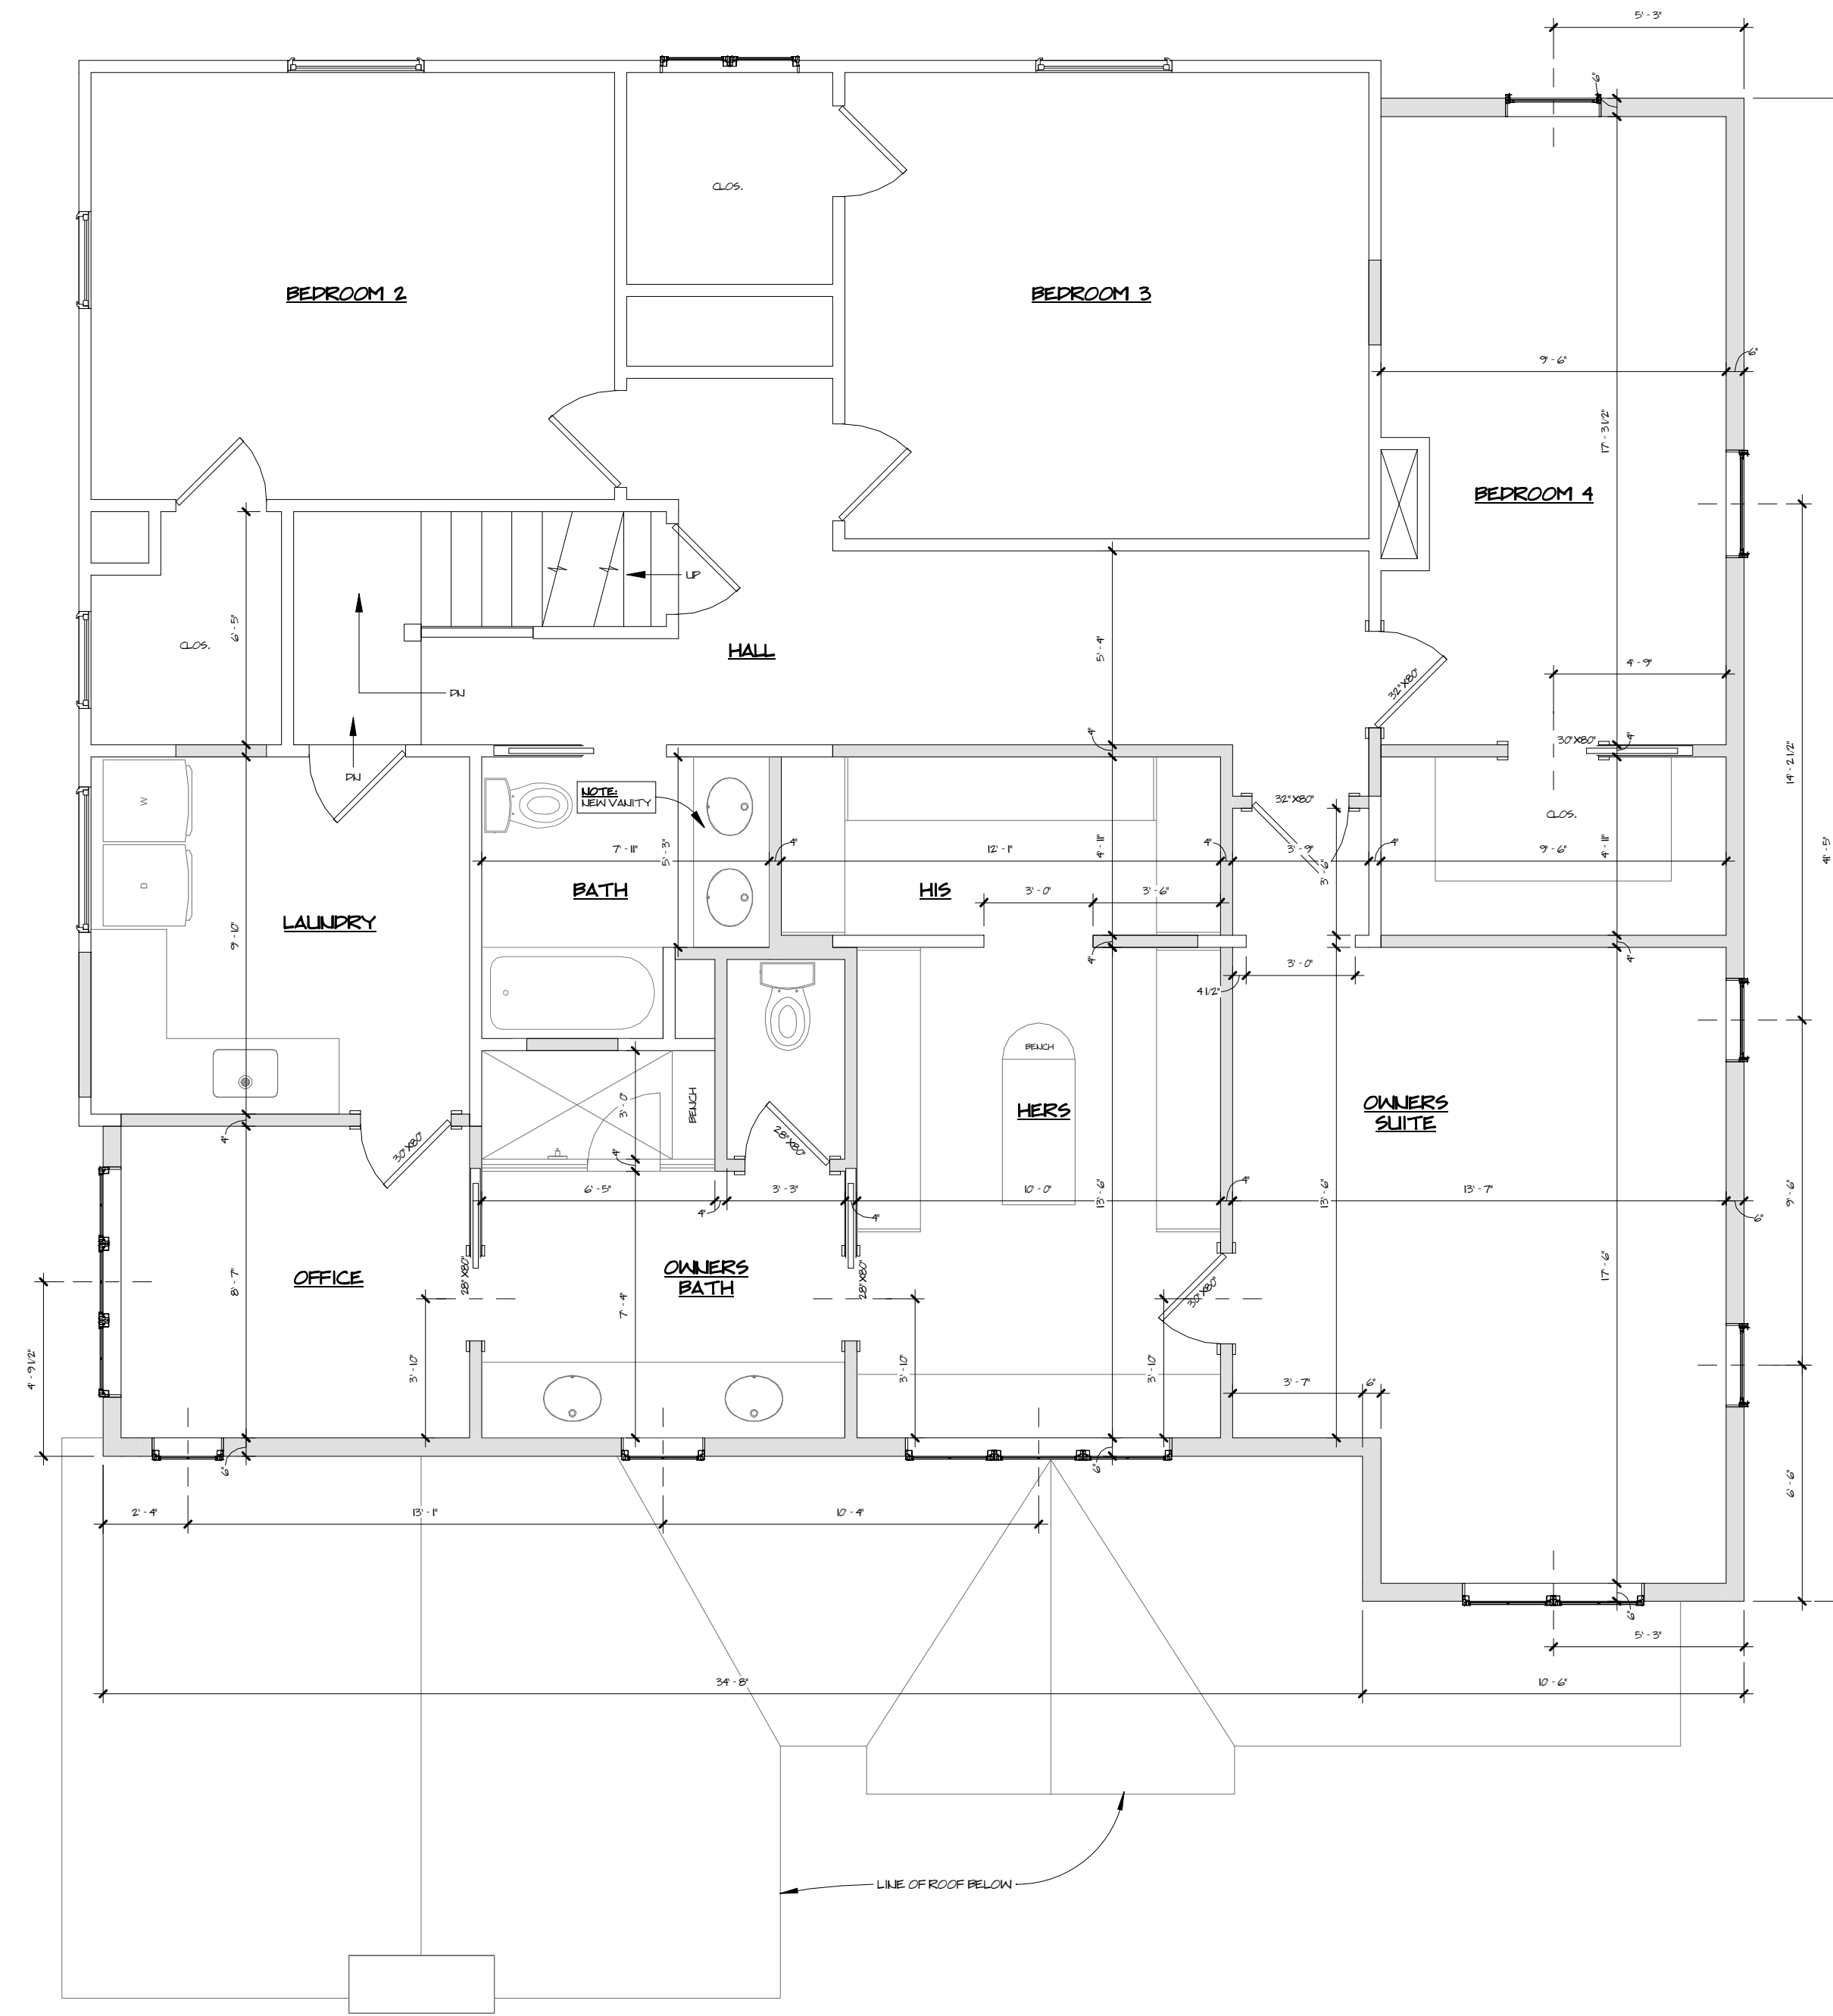 5' - 3"
6"
CLOS.
BEDROOM 2
BEDROOM 3
9' - 6"
6"
17' - 3 1/2"
BEDROOM 4
UP
6' - 5"
CLOS.
HALL
5' - 4"
4' - 9"
32"X80"
DN
4"
30"X80"
4"
14' - 2 1/2"
DN
W
NOTE:
NEW VANITY
32"X80"
CLOS.
7' - 11"
5' - 3"
4"
12' - 1"
4' - 11"
4"
3' - 9"
3' - 6"
4"
9' - 6"
4' - 11"
41' - 5"
D
BATH
HIS
3' - 0"
3' - 6"
LAUNDRY
9' - 10"
4"
4 1/2"
3' - 0"
4"
BENCH
HERS
OWNERS
SUITE
3' - 0"
BENCH
4"
30"X80"
4"
28"X80"
6' - 5"
4"
3' - 3"
4"
10' - 0"
13' - 6"
4"
13' - 6"
13' - 7"
6"
9' - 6"
OFFICE
8' - 7"
28"X80"
OWNERS
BATH
7' - 4"
28"X80"
30"X80"
17' - 6"
4' - 9 1/2"
3' - 10"
3' - 10"
3' - 10"
3' - 7"
6"
6"
6"
6' - 6"
2' - 4"
13' - 1"
10' - 4"
6"
5' - 3"
34' - 8"
10' - 6"
LINE OF ROOF BELOW